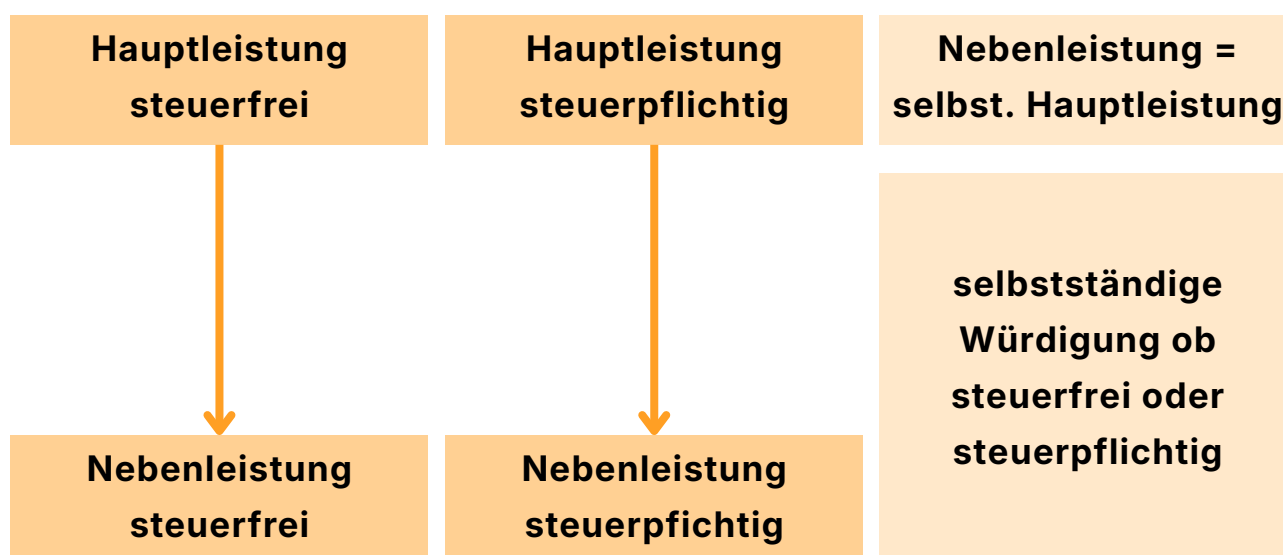 Hauptleistung
steuerfrei
Hauptleistung
steuerpflichtig
Nebenleistung =
selbst. Hauptleistung
selbstständige
Würdigung ob
steuerfrei oder
steuerpflichtig
Nebenleistung
steuerfrei
Nebenleistung
steuerpfichtig